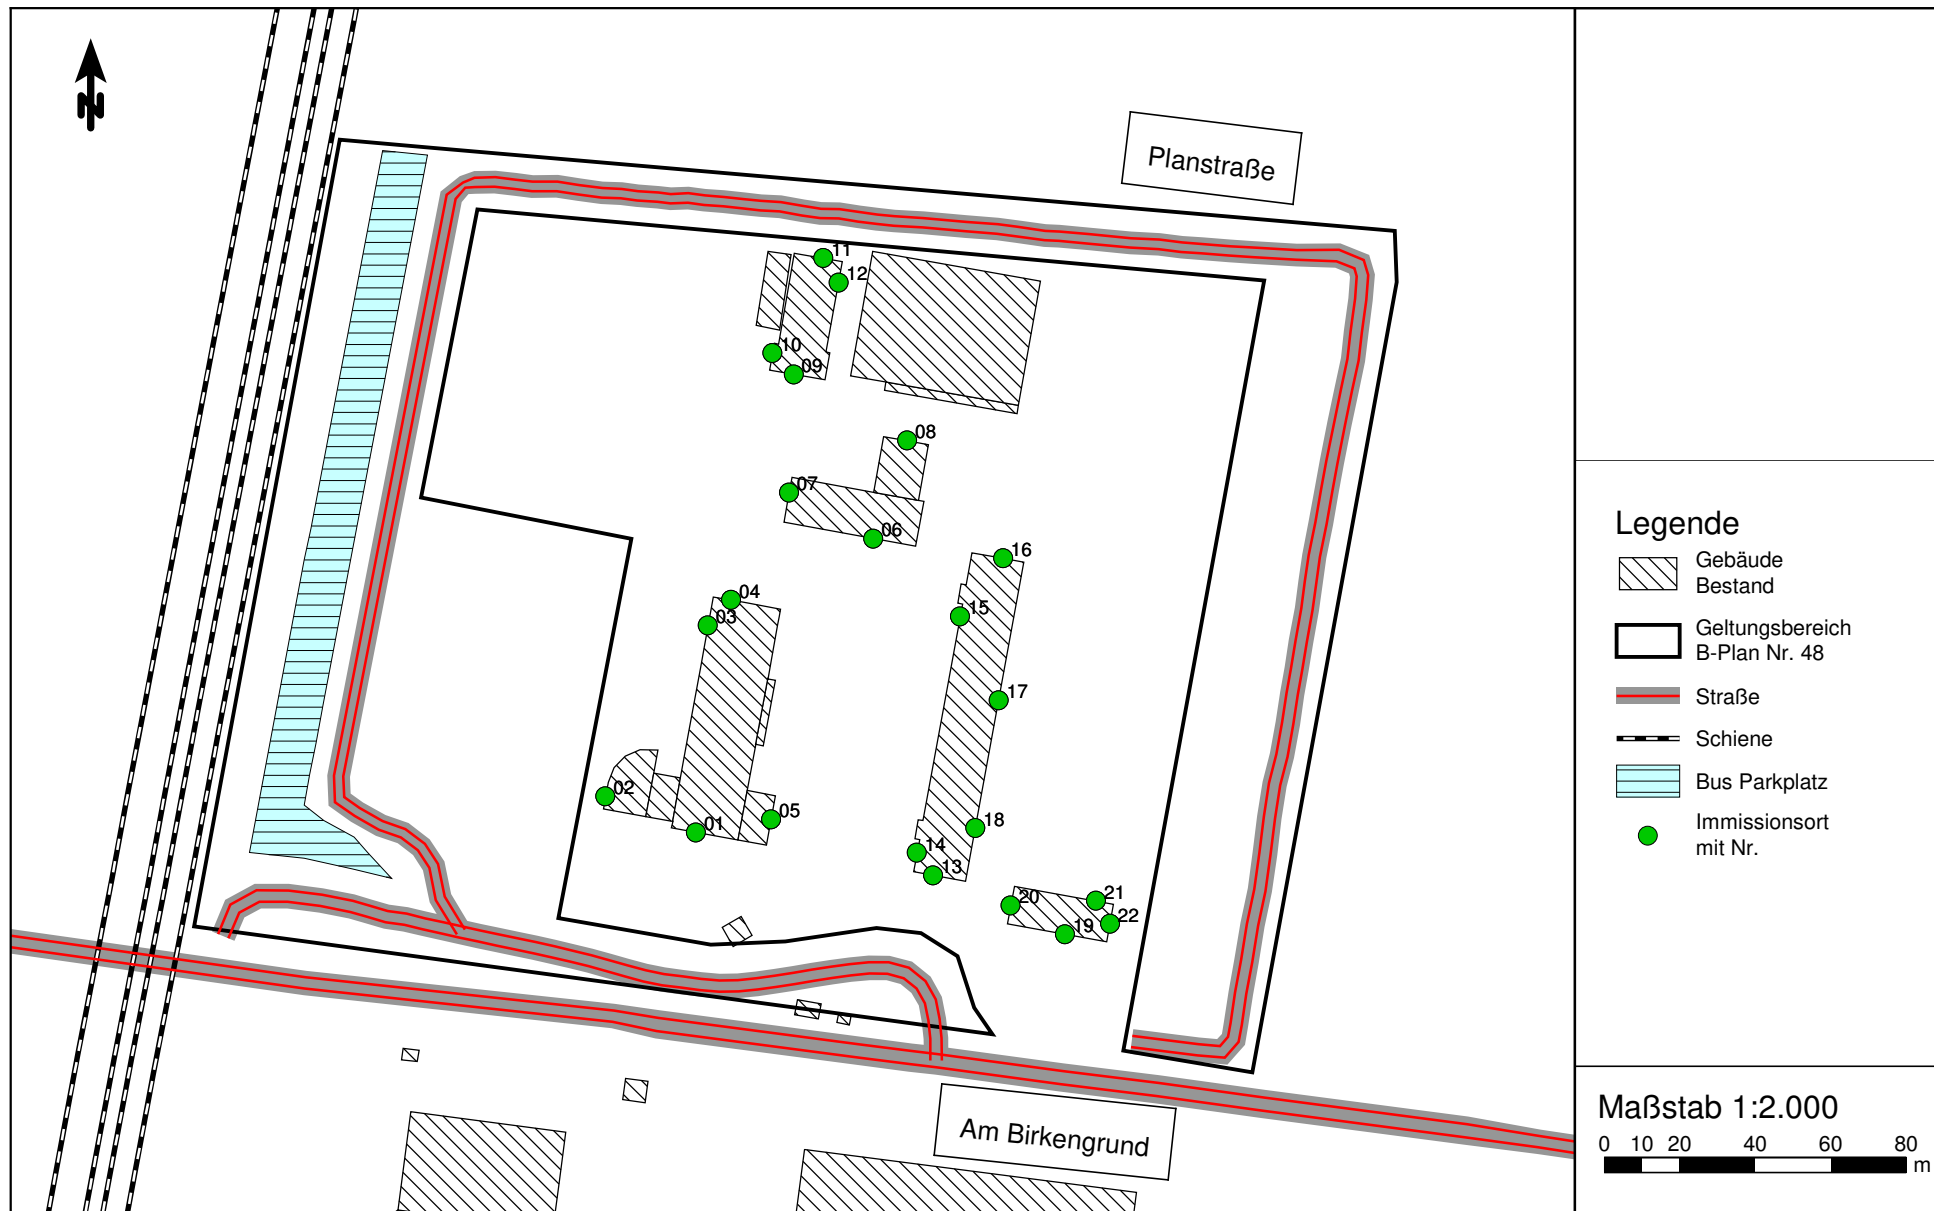 N
Planstraße
11
12
10
09
08
07
06
16
04
15
03
17
02
05
01
18
14
13
20
21
22
19
Am Birkengrund
Legende
Gebäude
Bestand
Geltungsbereich
B-Plan Nr. 48
Straße
Schiene
Bus Parkplatz
Immissionsort
mit Nr.
Maßstab 1:2.000
0 10 20 40 60 80
m